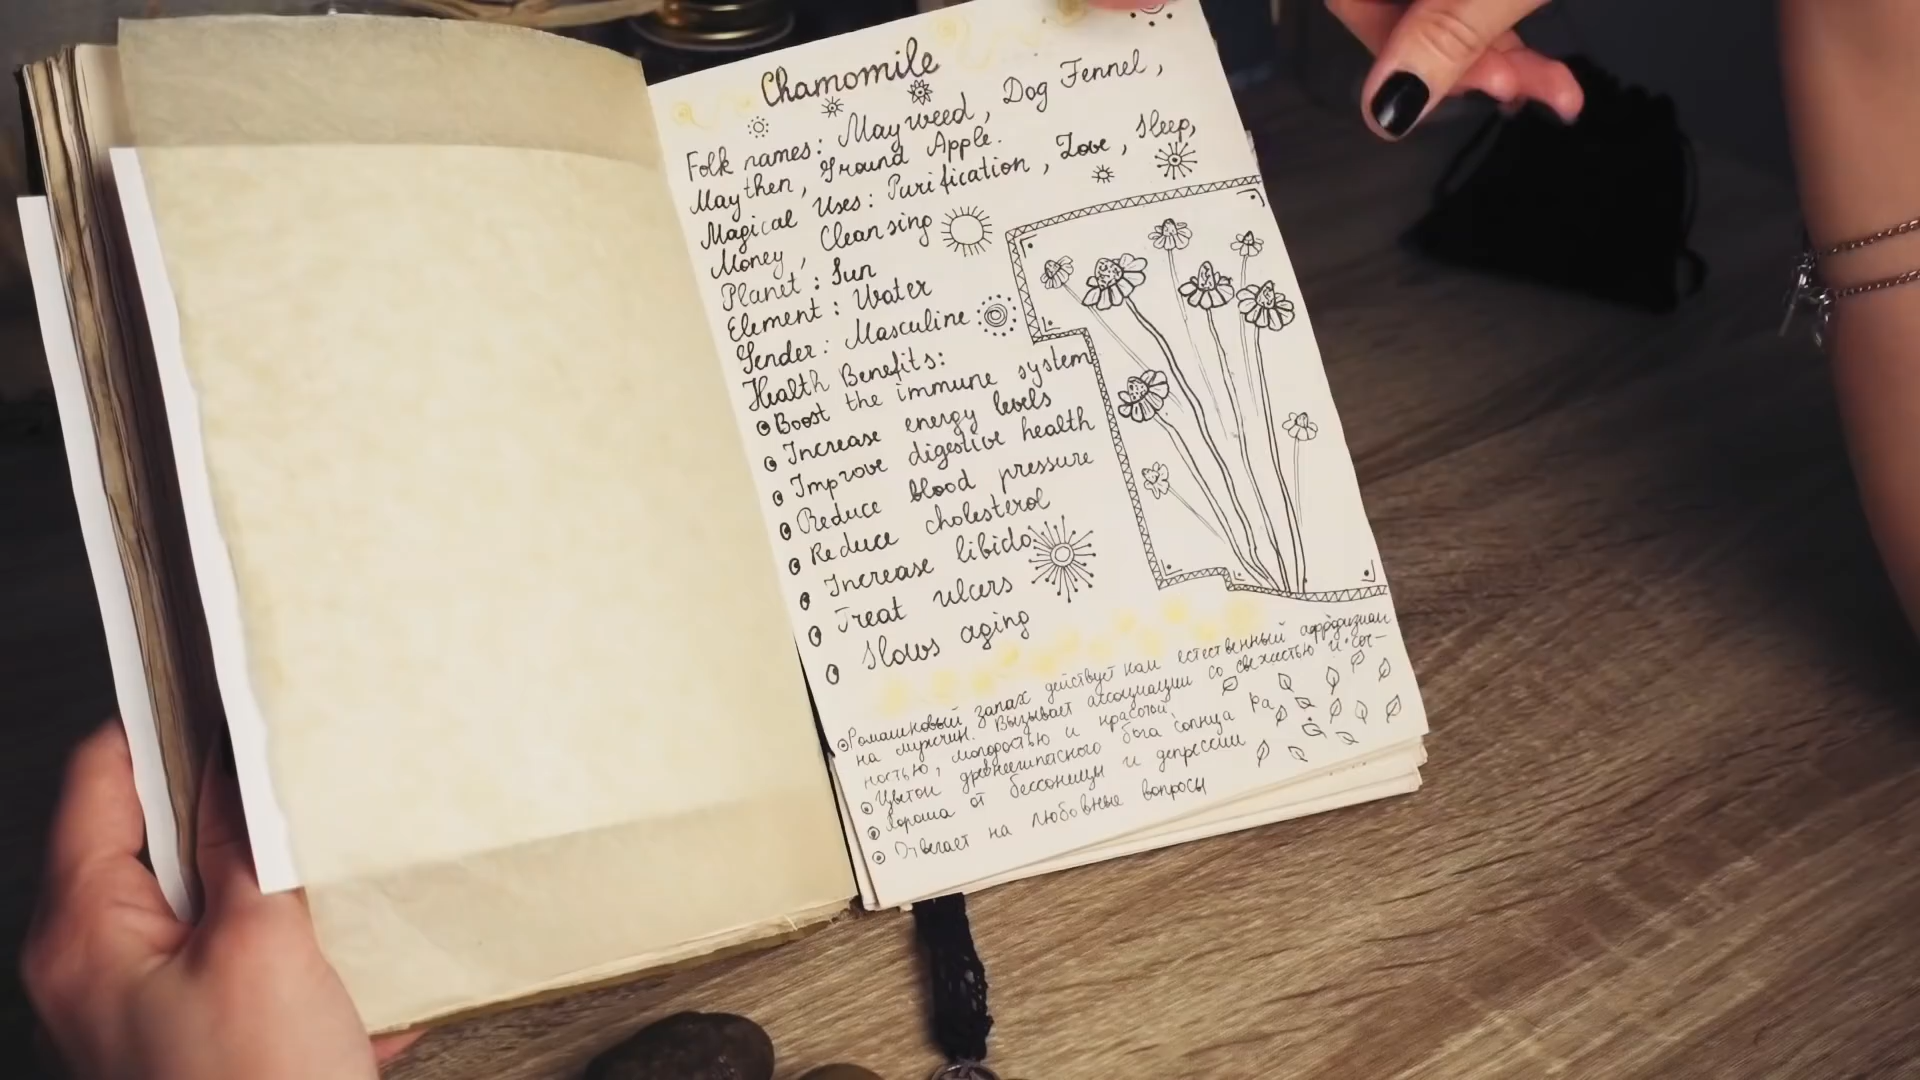 Chamomile
Folk names: Mayweed, Dog Fennel,
Maythen, Ground Apple.
Magical Uses: Purification, Love, Sleep,
Money, Cleansing
Planet: Sun
Element: Water
Gender: Masculine
Health Benefits:
Boost the immune system
Increase energy levels
Improve digestive health
Reduce blood pressure
Reduce cholesterol
Increase libido
Treat ulcers
Slows aging
Ромашковый запах действует как естественный афродизиак
на мужчин. Вызывает ассоциации со свежестью и соч-
ностью, молодостью и красотой.
Цветок древнеегипетского бога солнца Ра
Хороша от бессонницы и депрессии
Отвечает на любовные вопросы